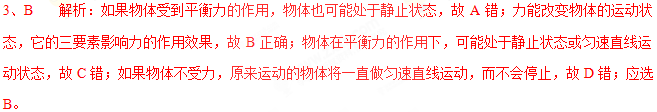 3、B 解析：如果物体受到平衡力的作用，物体也可能处于静止状态，故 A 错；力能改变物体的运动状
态，它的三要素影响力的作用效果，故 B 正确；物体在平衡力的作用下，可能处于静止状态或匀速直线运
动状态，故 C 错；如果物体不受力，原来运动的物体将一直做匀速直线运动，而不会停止，故 D 错；应选
B。